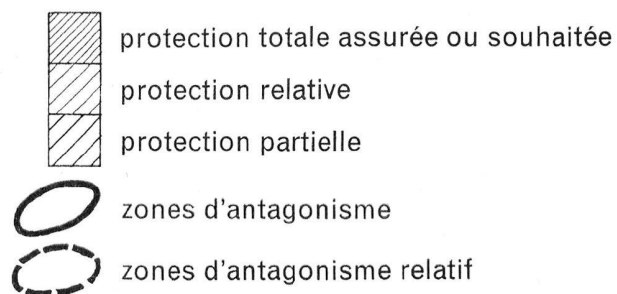 protection totale assurée ou souhaitée
protection relative
protection partielle
zones d'antagonisme
zones d'antagonisme relatif